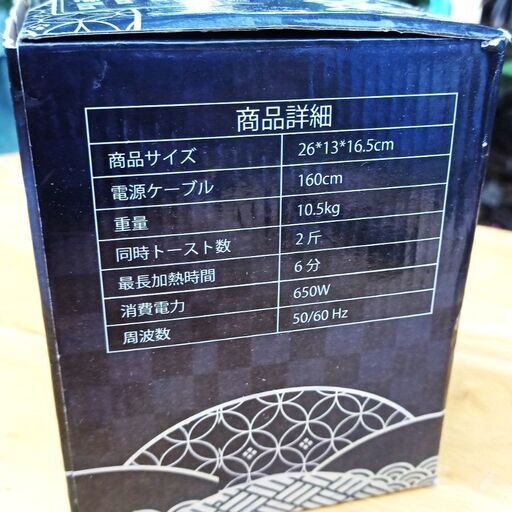 商品詳細
商品サイズ 26*13*16.5cm
電源ケーブル 160cm
重量 10.5kg
同時トースト数 2 斤
最長加熱時間 6 分
消費電力 650W
周波数 50/60 Hz